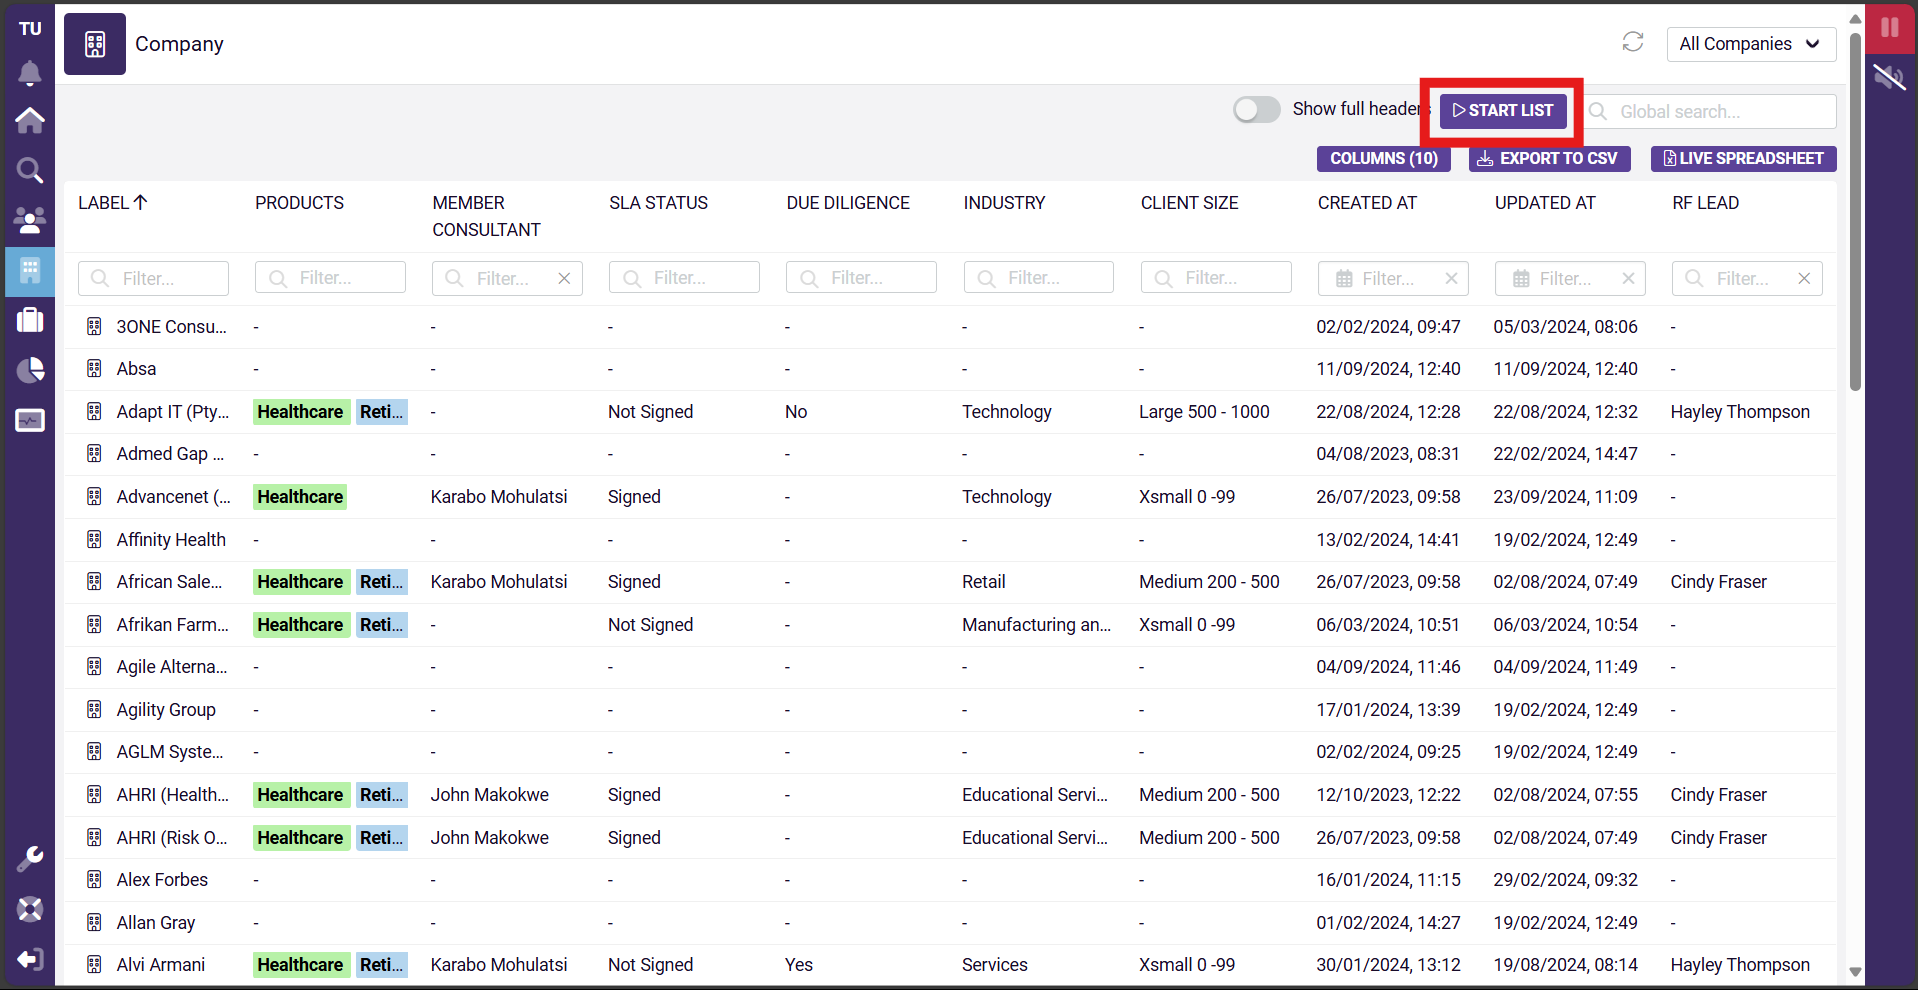 TU
Company
All Companies
Show full headers
START LIST
Global search...
COLUMNS (10)
EXPORT TO CSV
LIVE SPREADSHEET
LABEL PRODUCTS MEMBER CONSULTANT SLA STATUS DUE DILIGENCE INDUSTRY CLIENT SIZE CREATED AT UPDATED AT RF LEAD
Filter... Filter... Filter... Filter... Filter... Filter... Filter... Filter... Filter... Filter...
3ONE Consu... - - - - - - 02/02/2024, 09:47 05/03/2024, 08:06 -
Absa - - - - - - 11/09/2024, 12:40 11/09/2024, 12:40 -
Adapt IT (Pty... Healthcare Reti... - Not Signed No Technology Large 500 - 1000 22/08/2024, 12:28 22/08/2024, 12:32 Hayley Thompson
Admed Gap ... - - - - - - 04/08/2023, 08:31 22/02/2024, 14:47 -
Advancenet (... Healthcare Karabo Mohulatsi Signed - Technology Xsmall 0 -99 26/07/2023, 09:58 23/09/2024, 11:09 -
Affinity Health - - - - - - 13/02/2024, 14:41 19/02/2024, 12:49 -
African Sale... Healthcare Reti... Karabo Mohulatsi Signed - Retail Medium 200 - 500 26/07/2023, 09:58 02/08/2024, 07:49 Cindy Fraser
Afrikan Farm... Healthcare Reti... - Not Signed - Manufacturing an... Xsmall 0 -99 06/03/2024, 10:51 06/03/2024, 10:54 -
Agile Alterna... - - - - - - 04/09/2024, 11:46 04/09/2024, 11:49 -
Agility Group - - - - - - 17/01/2024, 13:39 19/02/2024, 12:49 -
AGLM Syste... - - - - - - 02/02/2024, 09:25 19/02/2024, 12:49 -
AHRI (Health... Healthcare Reti... John Makokwe Signed - Educational Servi... Medium 200 - 500 12/10/2023, 12:22 02/08/2024, 07:55 Cindy Fraser
AHRI (Risk O... Healthcare Reti... John Makokwe Signed - Educational Servi... Medium 200 - 500 26/07/2023, 09:58 02/08/2024, 07:49 Cindy Fraser
Alex Forbes - - - - - - 16/01/2024, 11:15 29/02/2024, 09:32 -
Allan Gray - - - - - - 01/02/2024, 14:27 19/02/2024, 12:49 -
Alvi Armani Healthcare Reti... Karabo Mohulatsi Not Signed Yes Services Xsmall 0 -99 30/01/2024, 13:12 19/08/2024, 08:14 Hayley Thompson